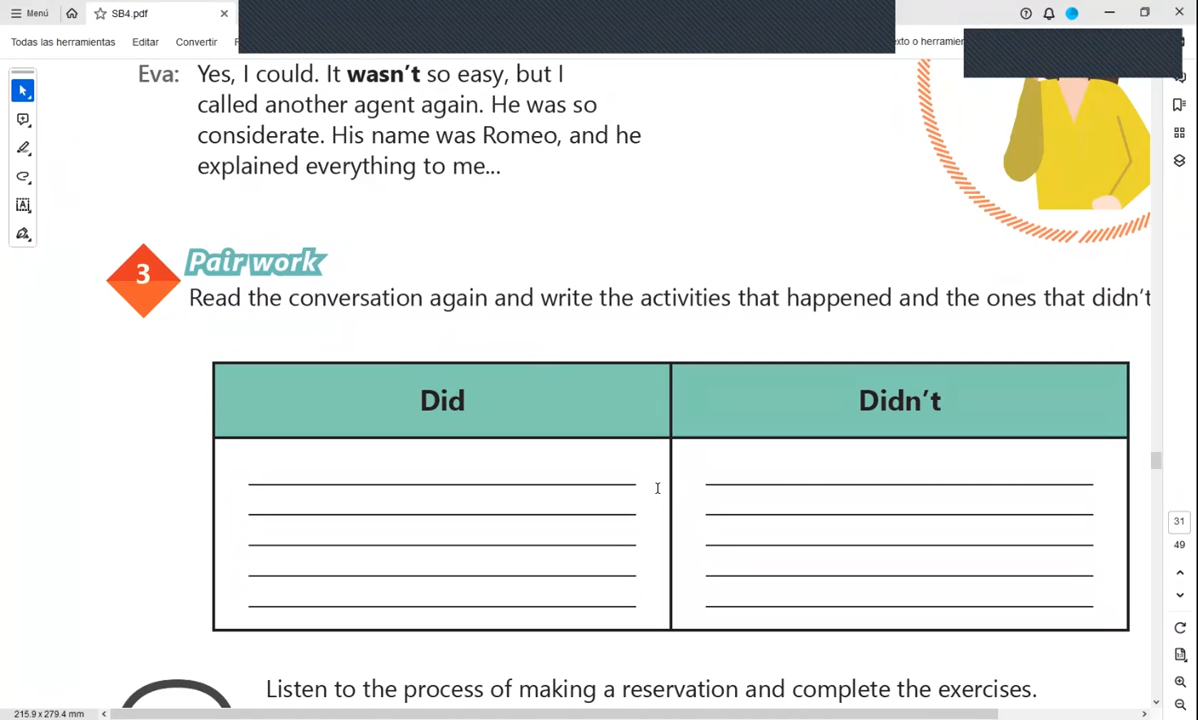 Menú
SB4.pdf
Todas las herramientas Editar Convertir
exto o herramien
Eva: Yes, I could. It wasn't so easy, but I
called another agent again. He was so
considerate. His name was Romeo, and he
explained everything to me...
3 Pair work
Read the conversation again and write the activities that happened and the ones that didn't
Did Didn't
31
49
Listen to the process of making a reservation and complete the exercises.
215.9 x 279.4 mm